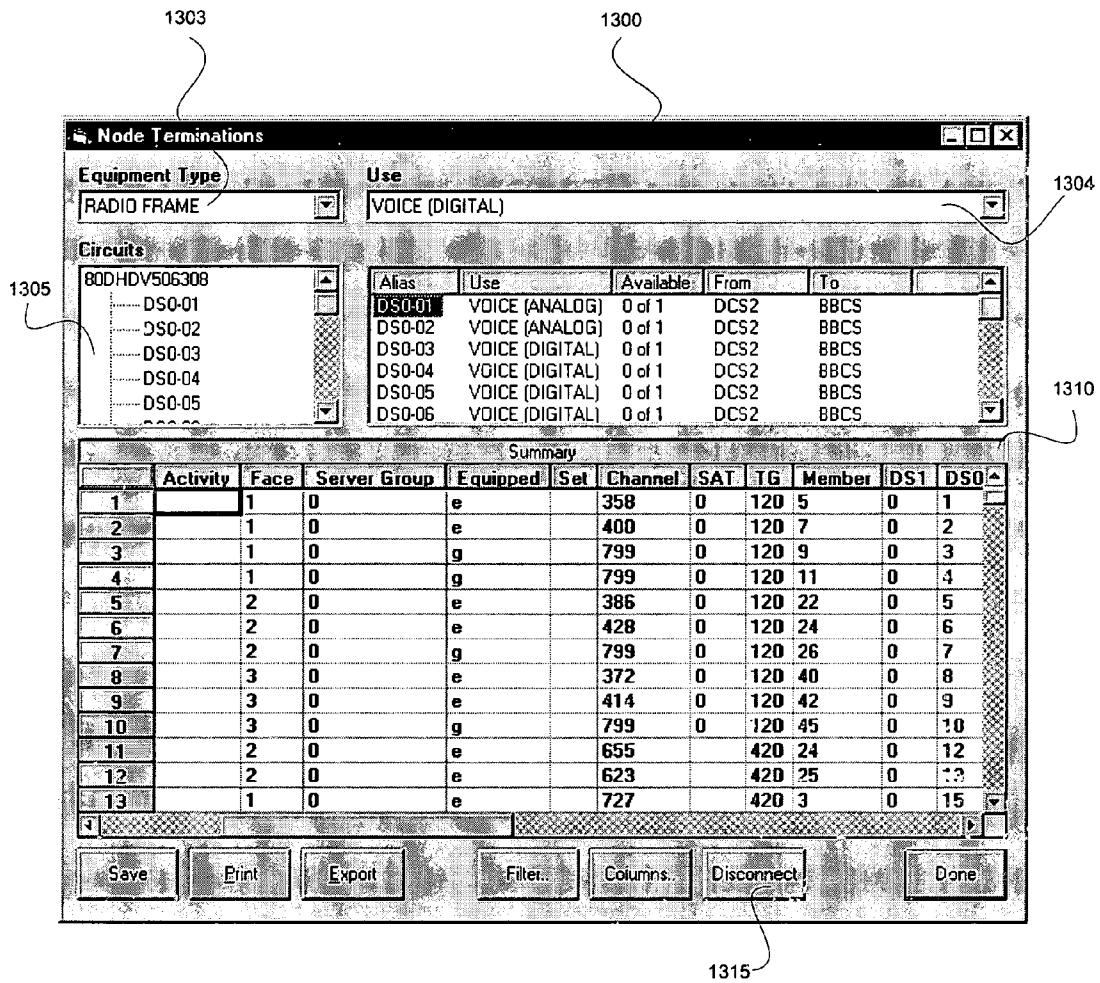 1303
1300
Node Terminations
Equipment Type Use
RADIO FRAME VOICE (DIGITAL)
1304
Circuits
80DHDV506308
Alias Use Available From To
1305
DS0-01 DS0-01 VOICE (ANALOG) 0 of 1 DCS2 BBCS
DS0-02 DS0-02 VOICE (ANALOG) 0 of 1 DCS2 BBCS
DS0-03 DS0-03 VOICE (DIGITAL) 0 of 1 DCS2 BBCS
DS0-04 DS0-04 VOICE (DIGITAL) 0 of 1 DCS2 BBCS
DS0-05 DS0-05 VOICE (DIGITAL) 0 of 1 DCS2 BBCS
DS0-06 VOICE (DIGITAL) 0 of 1 DCS2 BBCS
1310
Summary
Activity Face Server Group Equipped Set Channel SAT TG Member DS1 DS0
1 1 0 e 358 0 120 5 0 1
2 1 0 e 400 0 120 7 0 2
3 1 0 g 799 0 120 9 0 3
4 1 0 g 799 0 120 11 0 4
5 2 0 e 386 0 120 22 0 5
6 2 0 e 428 0 120 24 0 6
7 2 0 g 799 0 120 26 0 7
8 3 0 e 372 0 120 40 0 8
9 3 0 e 414 0 120 42 0 9
10 3 0 g 799 0 120 45 0 10
11 2 0 e 655 420 24 0 12
12 2 0 e 623 420 25 0
13 1 0 e 727 420 3 0 15
Save Print Export Filter.. Columns.. Disconnect Done
1315